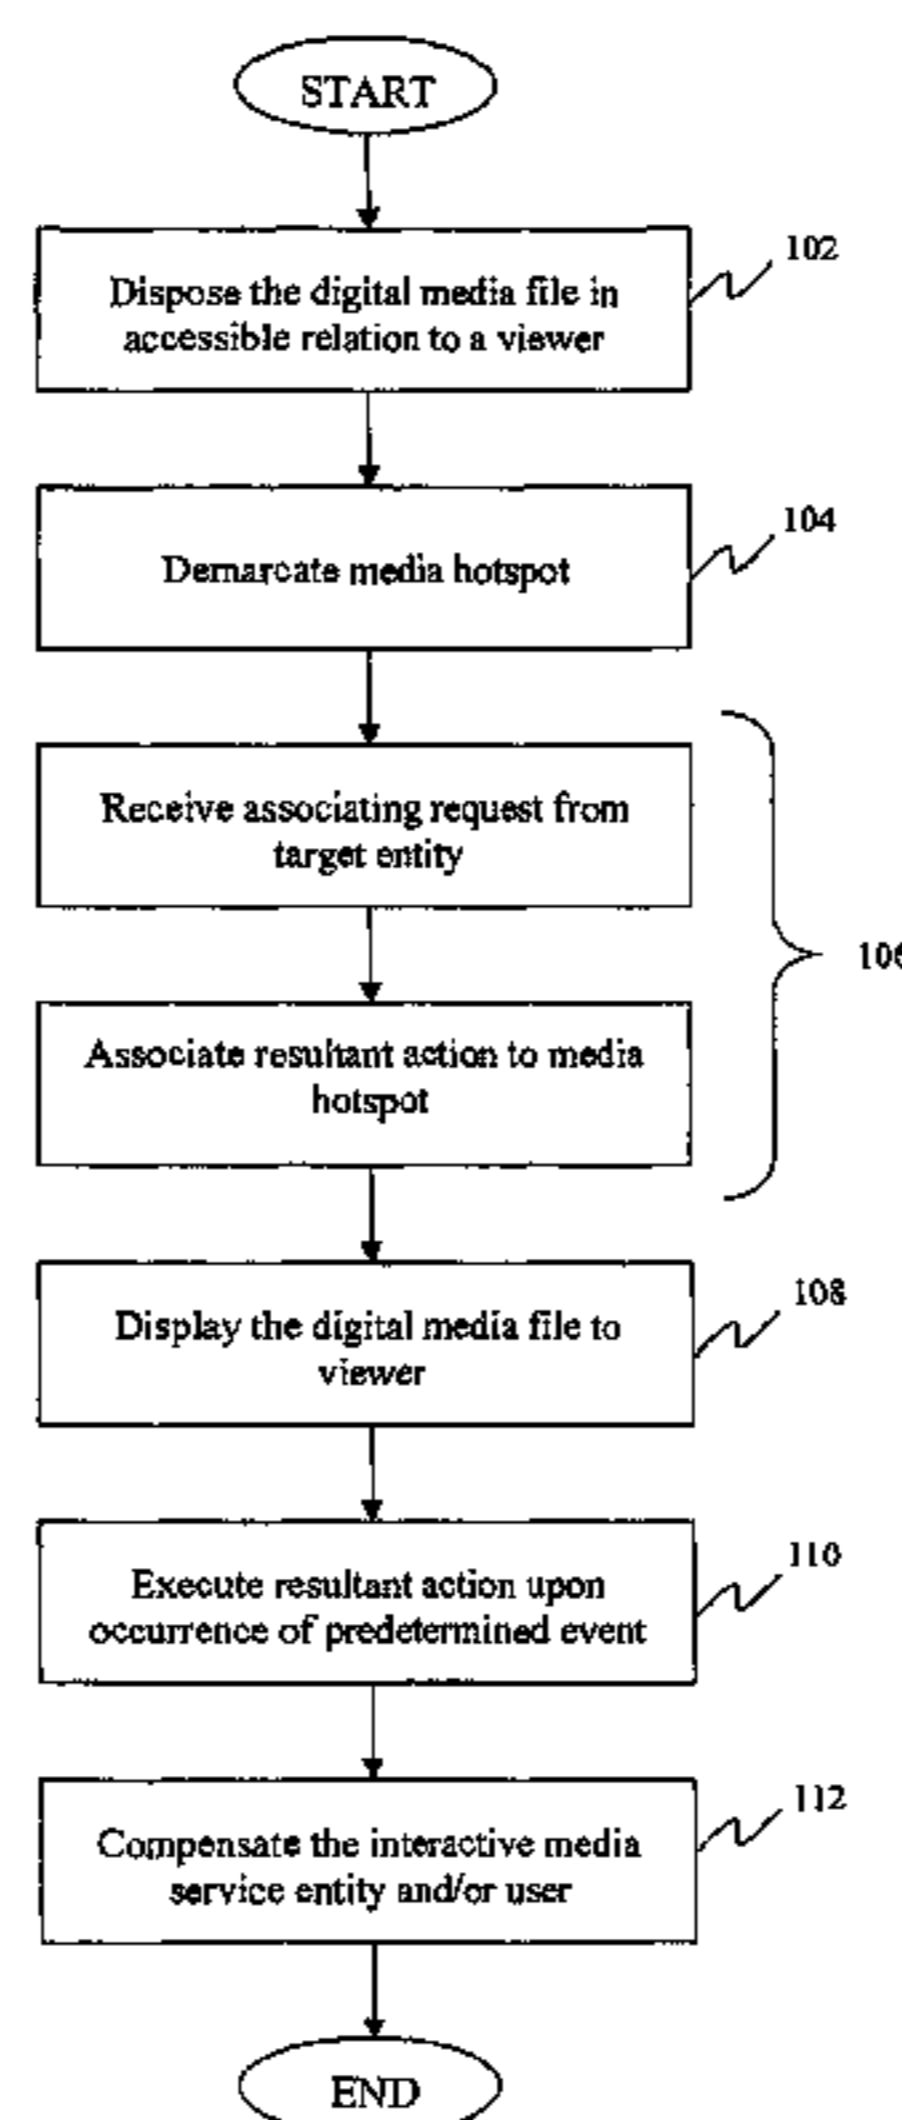 START
Dispose the digital media file in
accessible relation to a viewer
102
Demarcate media hotspot
104
Receive associating request from
target entity
106
Associate resultant action to media
hotspot
Display the digital media file to
viewer
108
Execute resultant action upon
occurrence of predetermined event
110
Compensate the interactive media
service entity and/or user
112
END